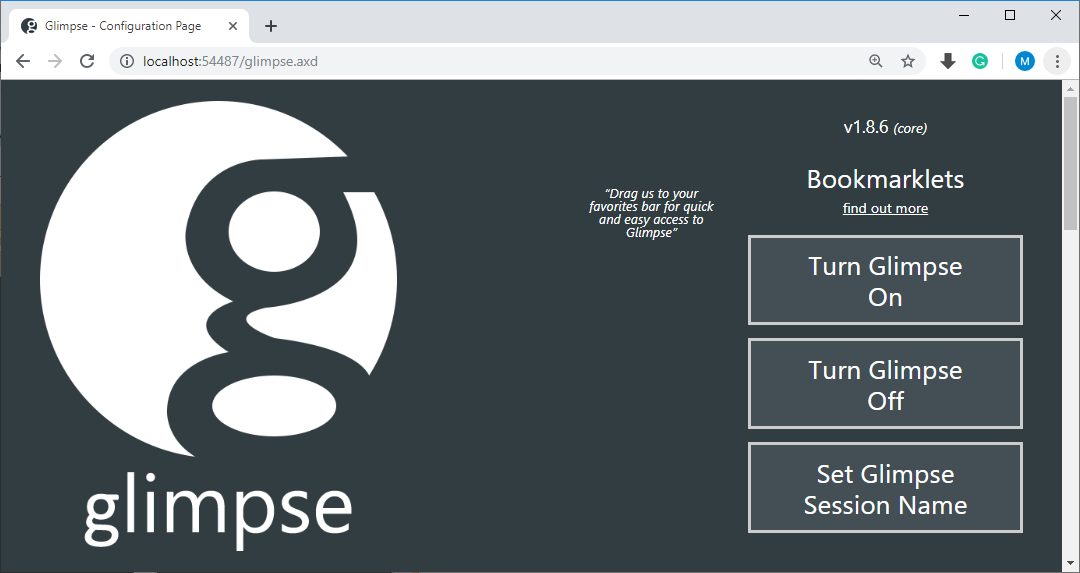 Glimpse - Configuration Page
localhost:54487/glimpse.axd
M
v1.8.6 (core)
Bookmarklets
find out more
“Drag us to your
favorites bar for quick
and easy access to
Glimpse”
Turn Glimpse
On
Turn Glimpse
Off
Set Glimpse
Session Name
g
glimpse